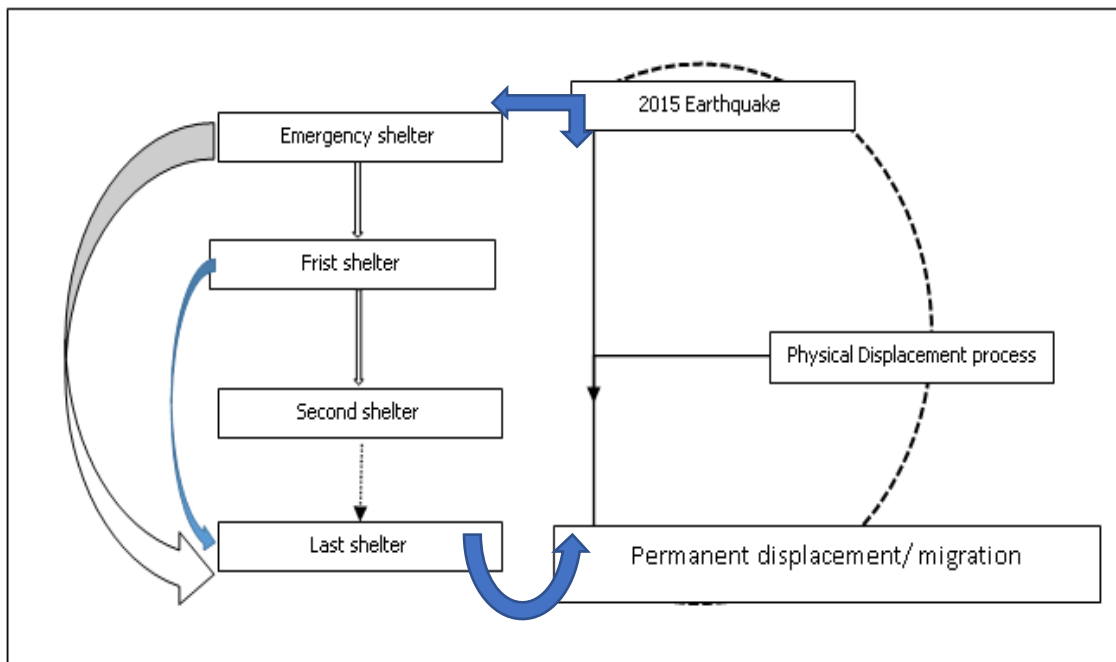 2015 Earthquake
Emergency shelter
Frist shelter
Physical Displacement process
Second shelter
Last shelter
Permanent displacement/ migration